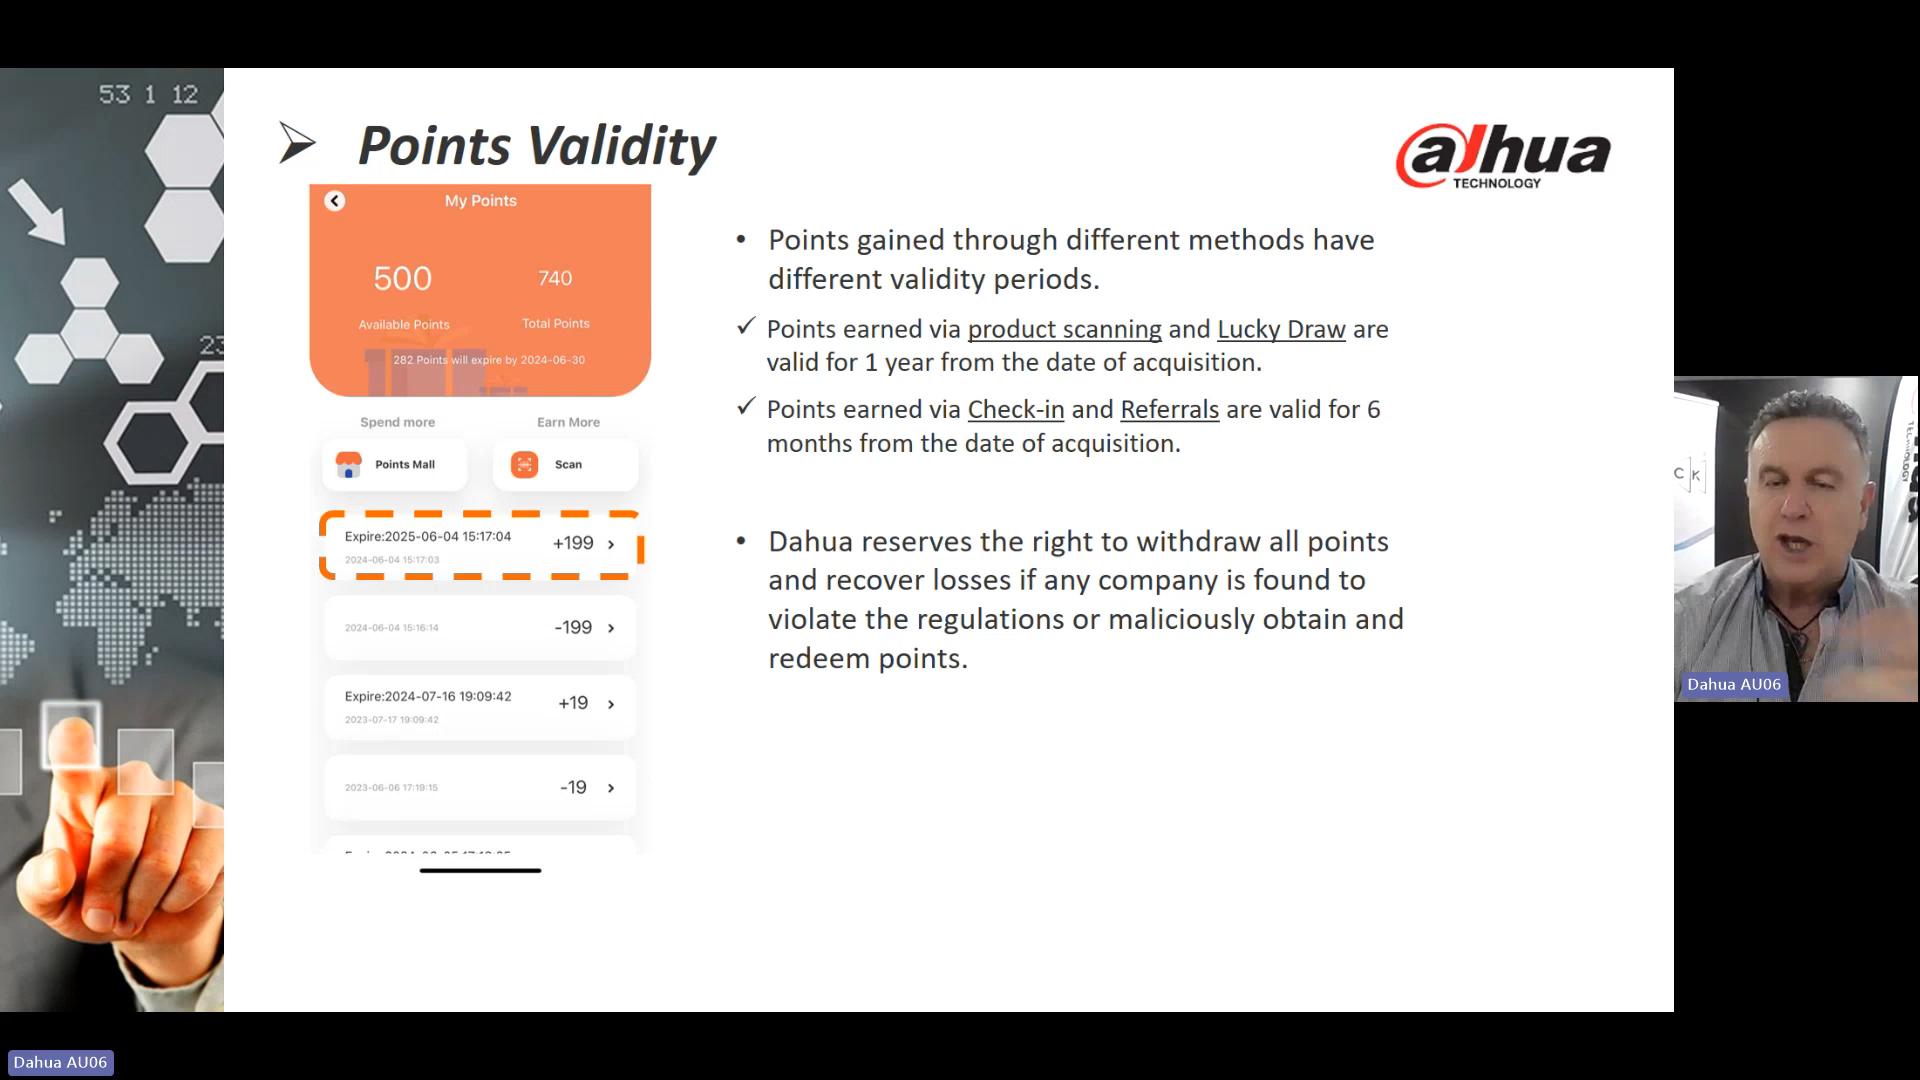 53 1 12
23
Points Validity
alhua
TECHNOLOGY
My Points
500
740
Available Points
Total Points
282 Points will expire by 2024-06-30
Spend more
Earn More
Points Mall
Scan
Expire:2025-06-04 15:17:04
+199
2024-06-04 15:17:03
2024-06-04 15:16:14
-199
Expire:2024-07-16 19:09:42
+19
2023-07-17 19:09:42
2023-06-06 17:19:15
-19
• Points gained through different methods have
different validity periods.
✓ Points earned via product scanning and Lucky Draw are
valid for 1 year from the date of acquisition.
✓ Points earned via Check-in and Referrals are valid for 6
months from the date of acquisition.
• Dahua reserves the right to withdraw all points
and recover losses if any company is found to
violate the regulations or maliciously obtain and
redeem points.
C K
TECHNOLOGY
Dahua AU06
Dahua AU06